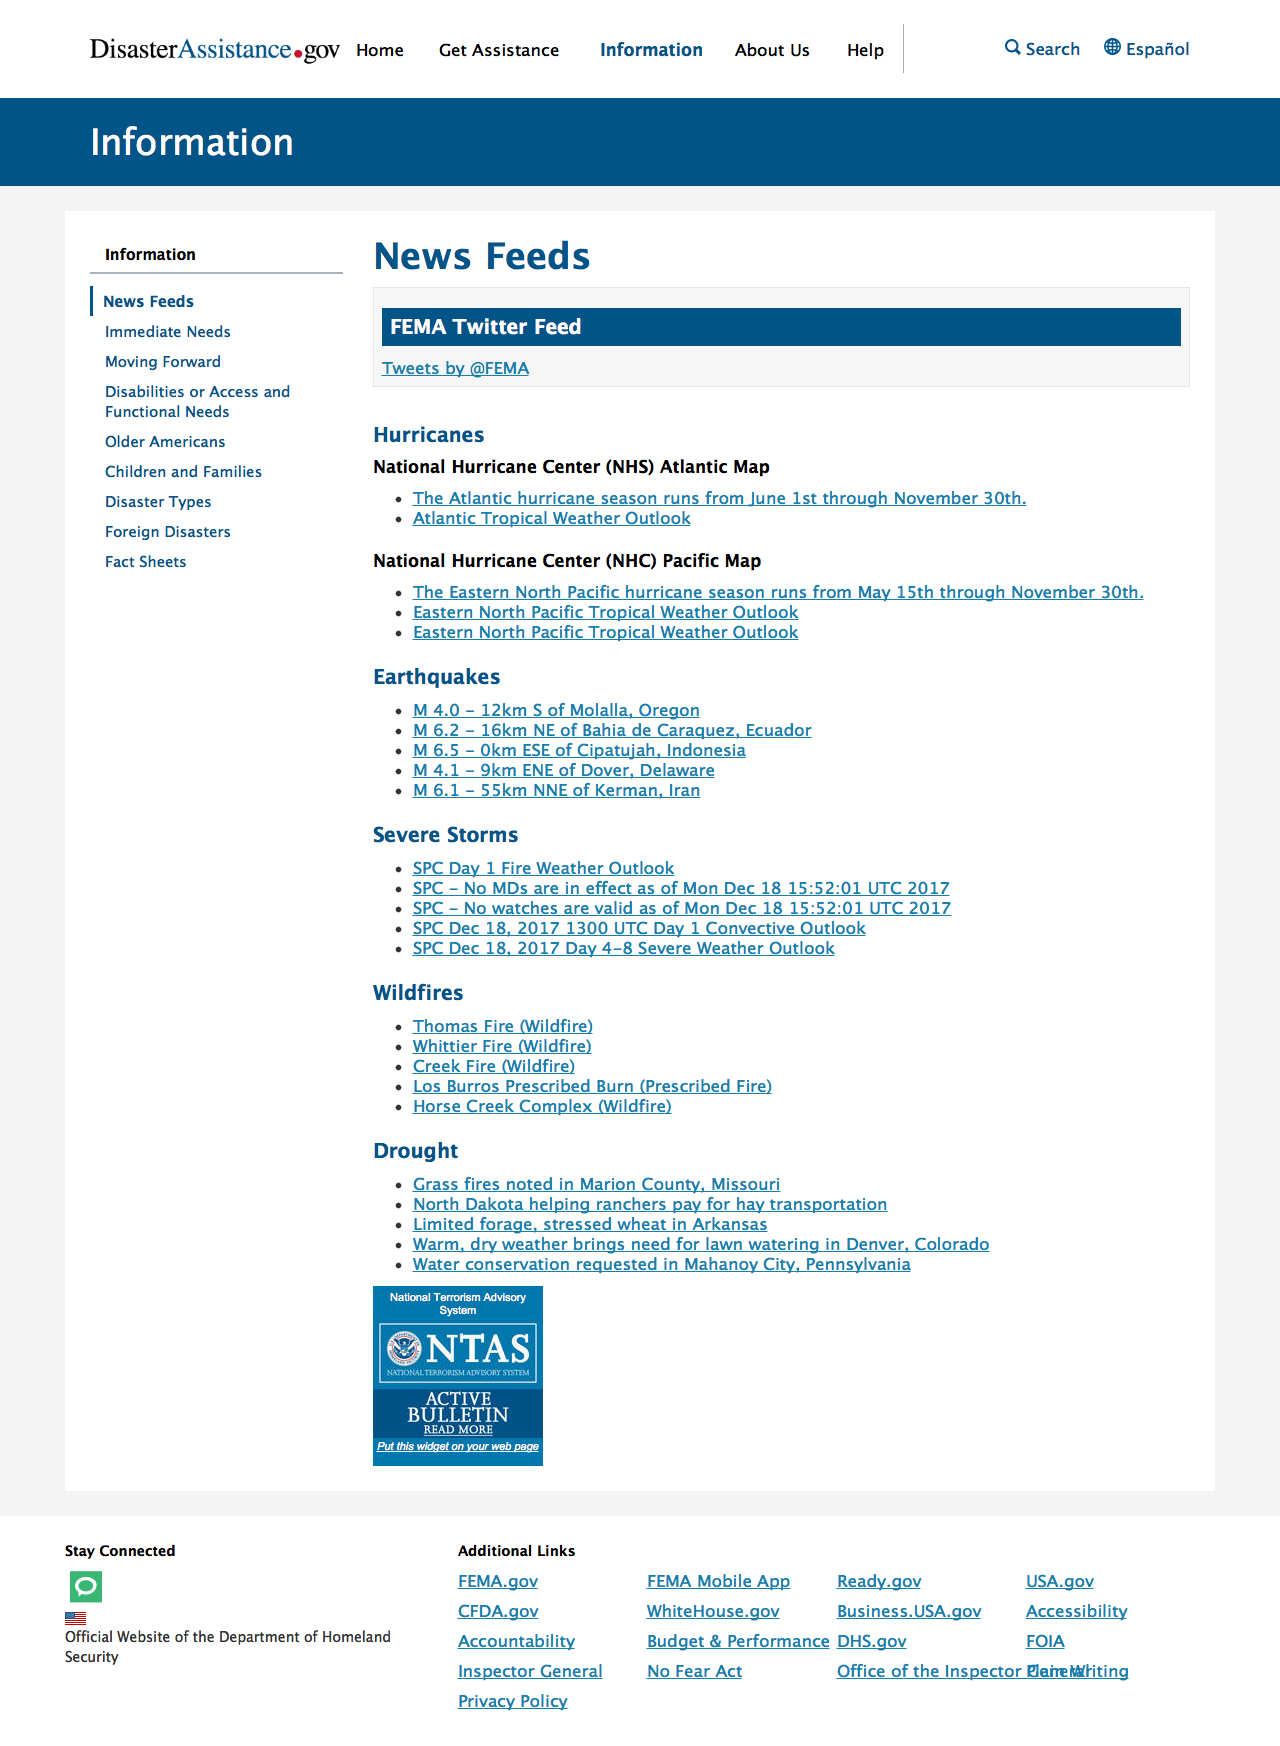 DisasterAssistance.gov Home Get Assistance Information About Us Help Search Español
Information
Information
News Feeds
Immediate Needs
Moving Forward
Disabilities or Access and
Functional Needs
Older Americans
Children and Families
Disaster Types
Foreign Disasters
Fact Sheets
News Feeds
FEMA Twitter Feed
Tweets by @FEMA
Hurricanes
National Hurricane Center (NHS) Atlantic Map
The Atlantic hurricane season runs from June 1st through November 30th.
Atlantic Tropical Weather Outlook
National Hurricane Center (NHC) Pacific Map
The Eastern North Pacific hurricane season runs from May 15th through November 30th.
Eastern North Pacific Tropical Weather Outlook
Eastern North Pacific Tropical Weather Outlook
Earthquakes
M 4.0 - 12km S of Molalla, Oregon
M 6.2 - 16km NE of Bahia de Caraquez, Ecuador
M 6.5 - 0km ESE of Cipatujah, Indonesia
M 4.1 - 9km ENE of Dover, Delaware
M 6.1 - 55km NNE of Kerman, Iran
Severe Storms
SPC Day 1 Fire Weather Outlook
SPC - No MDs are in effect as of Mon Dec 18 15:52:01 UTC 2017
SPC - No watches are valid as of Mon Dec 18 15:52:01 UTC 2017
SPC Dec 18, 2017 1300 UTC Day 1 Convective Outlook
SPC Dec 18, 2017 Day 4-8 Severe Weather Outlook
Wildfires
Thomas Fire (Wildfire)
Whittier Fire (Wildfire)
Creek Fire (Wildfire)
Los Burros Prescribed Burn (Prescribed Fire)
Horse Creek Complex (Wildfire)
Drought
Grass fires noted in Marion County, Missouri
North Dakota helping ranchers pay for hay transportation
Limited forage, stressed wheat in Arkansas
Warm, dry weather brings need for lawn watering in Denver, Colorado
Water conservation requested in Mahanoy City, Pennsylvania
National Terrorism Advisory
System
NTAS
NATIONAL TERRORISM ADVISORY SYSTEM
ACTIVE
BULLETIN
READ MORE
Put this widget on your web page
Stay Connected
Official Website of the Department of Homeland
Security
Additional Links
FEMA.gov FEMA Mobile App Ready.gov USA.gov
CFDA.gov WhiteHouse.gov Business.USA.gov Accessibility
Accountability Budget & Performance DHS.gov FOIA
Inspector General No Fear Act Office of the Inspector General Plain Writing
Privacy Policy